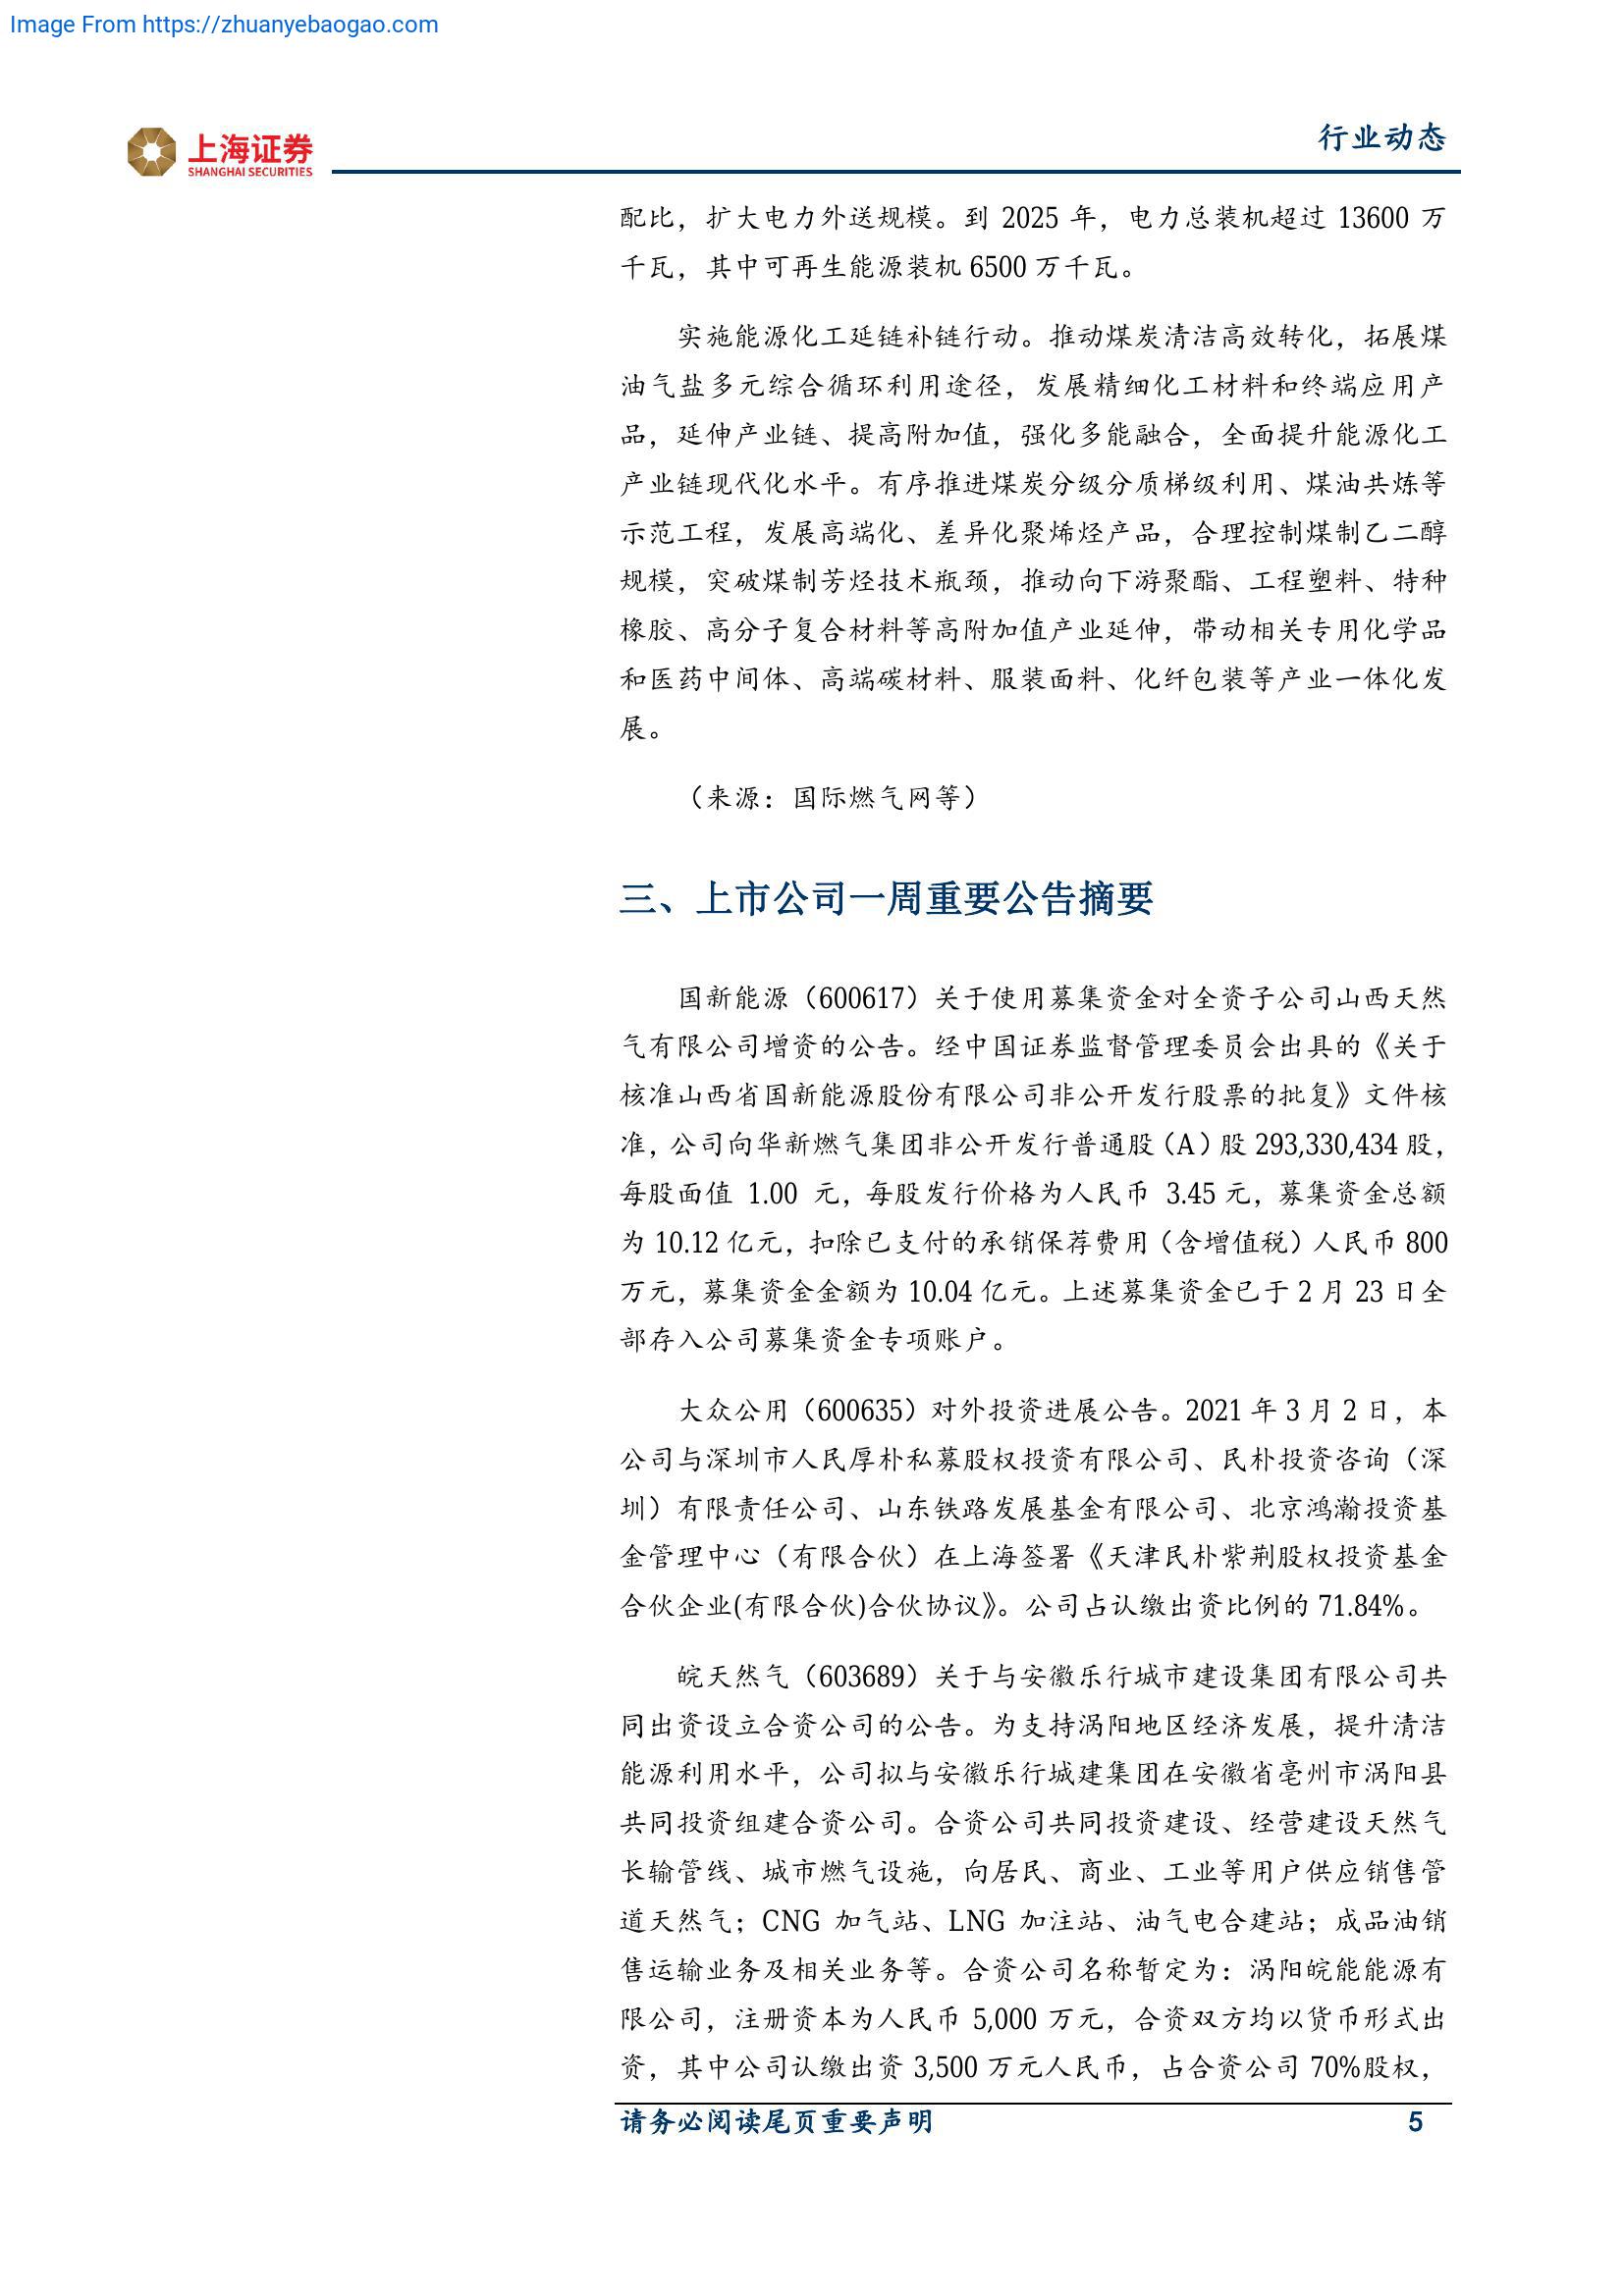 Image From https://zhuanyebaogao.com
上海证券
SHANGHAI SECURITIES
行业动态
配比，扩大电力外送规模。到 2025 年，电力总装机超过 13600 万
千瓦，其中可再生能源装机 6500 万千瓦。
实施能源化工延链补链行动。推动煤炭清洁高效转化，拓展煤
油气盐多元综合循环利用途径，发展精细化工材料和终端应用产
品，延伸产业链、提高附加值，强化多能融合，全面提升能源化工
产业链现代化水平。有序推进煤炭分级分质梯级利用、煤油共炼等
示范工程，发展高端化、差异化聚烯烃产品，合理控制煤制乙二醇
规模，突破煤制芳烃技术瓶颈，推动向下游聚酯、工程塑料、特种
橡胶、高分子复合材料等高附加值产业延伸，带动相关专用化学品
和医药中间体、高端碳材料、服装面料、化纤包装等产业一体化发
展。
（来源：国际燃气网等）
三、上市公司一周重要公告摘要
国新能源（600617）关于使用募集资金对全资子公司山西天然
气有限公司增资的公告。经中国证券监督管理委员会出具的《关于
核准山西省国新能源股份有限公司非公开发行股票的批复》文件核
准，公司向华新燃气集团非公开发行普通股（A）股 293,330,434 股，
每股面值 1.00 元，每股发行价格为人民币 3.45 元，募集资金总额
为 10.12 亿元，扣除已支付的承销保荐费用（含增值税）人民币 800
万元，募集资金金额为 10.04 亿元。上述募集资金已于 2 月 23 日全
部存入公司募集资金专项账户。
大众公用（600635）对外投资进展公告。2021 年 3 月 2 日，本
公司与深圳市人民厚朴私募股权投资有限公司、民朴投资咨询（深
圳）有限责任公司、山东铁路发展基金有限公司、北京鸿瀚投资基
金管理中心（有限合伙）在上海签署《天津民朴紫荆股权投资基金
合伙企业(有限合伙)合伙协议》。公司占认缴出资比例的 71.84%。
皖天然气（603689）关于与安徽乐行城市建设集团有限公司共
同出资设立合资公司的公告。为支持涡阳地区经济发展，提升清洁
能源利用水平，公司拟与安徽乐行城建集团在安徽省亳州市涡阳县
共同投资组建合资公司。合资公司共同投资建设、经营建设天然气
长输管线、城市燃气设施，向居民、商业、工业等用户供应销售管
道天然气；CNG 加气站、LNG 加注站、油气电合建站；成品油销
售运输业务及相关业务等。合资公司名称暂定为：涡阳皖能能源有
限公司，注册资本为人民币 5,000 万元，合资双方均以货币形式出
资，其中公司认缴出资 3,500 万元人民币，占合资公司 70%股权，
请务必阅读尾页重要声明
5